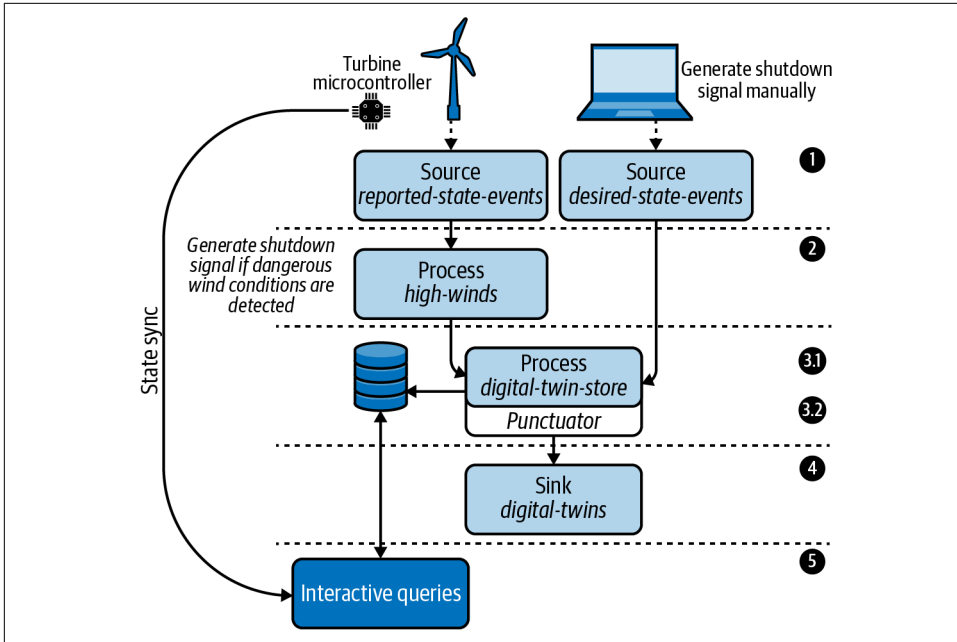 Turbine
microcontroller
Generate shutdown
signal manually
Source
reported-state-events
Source
desired-state-events
1
Generate shutdown
signal if dangerous
wind conditions are
detected
Process
high-winds
2
State sync
Process
digital-twin-store
3.1
Punctuator
3.2
Sink
digital-twins
4
Interactive queries
5